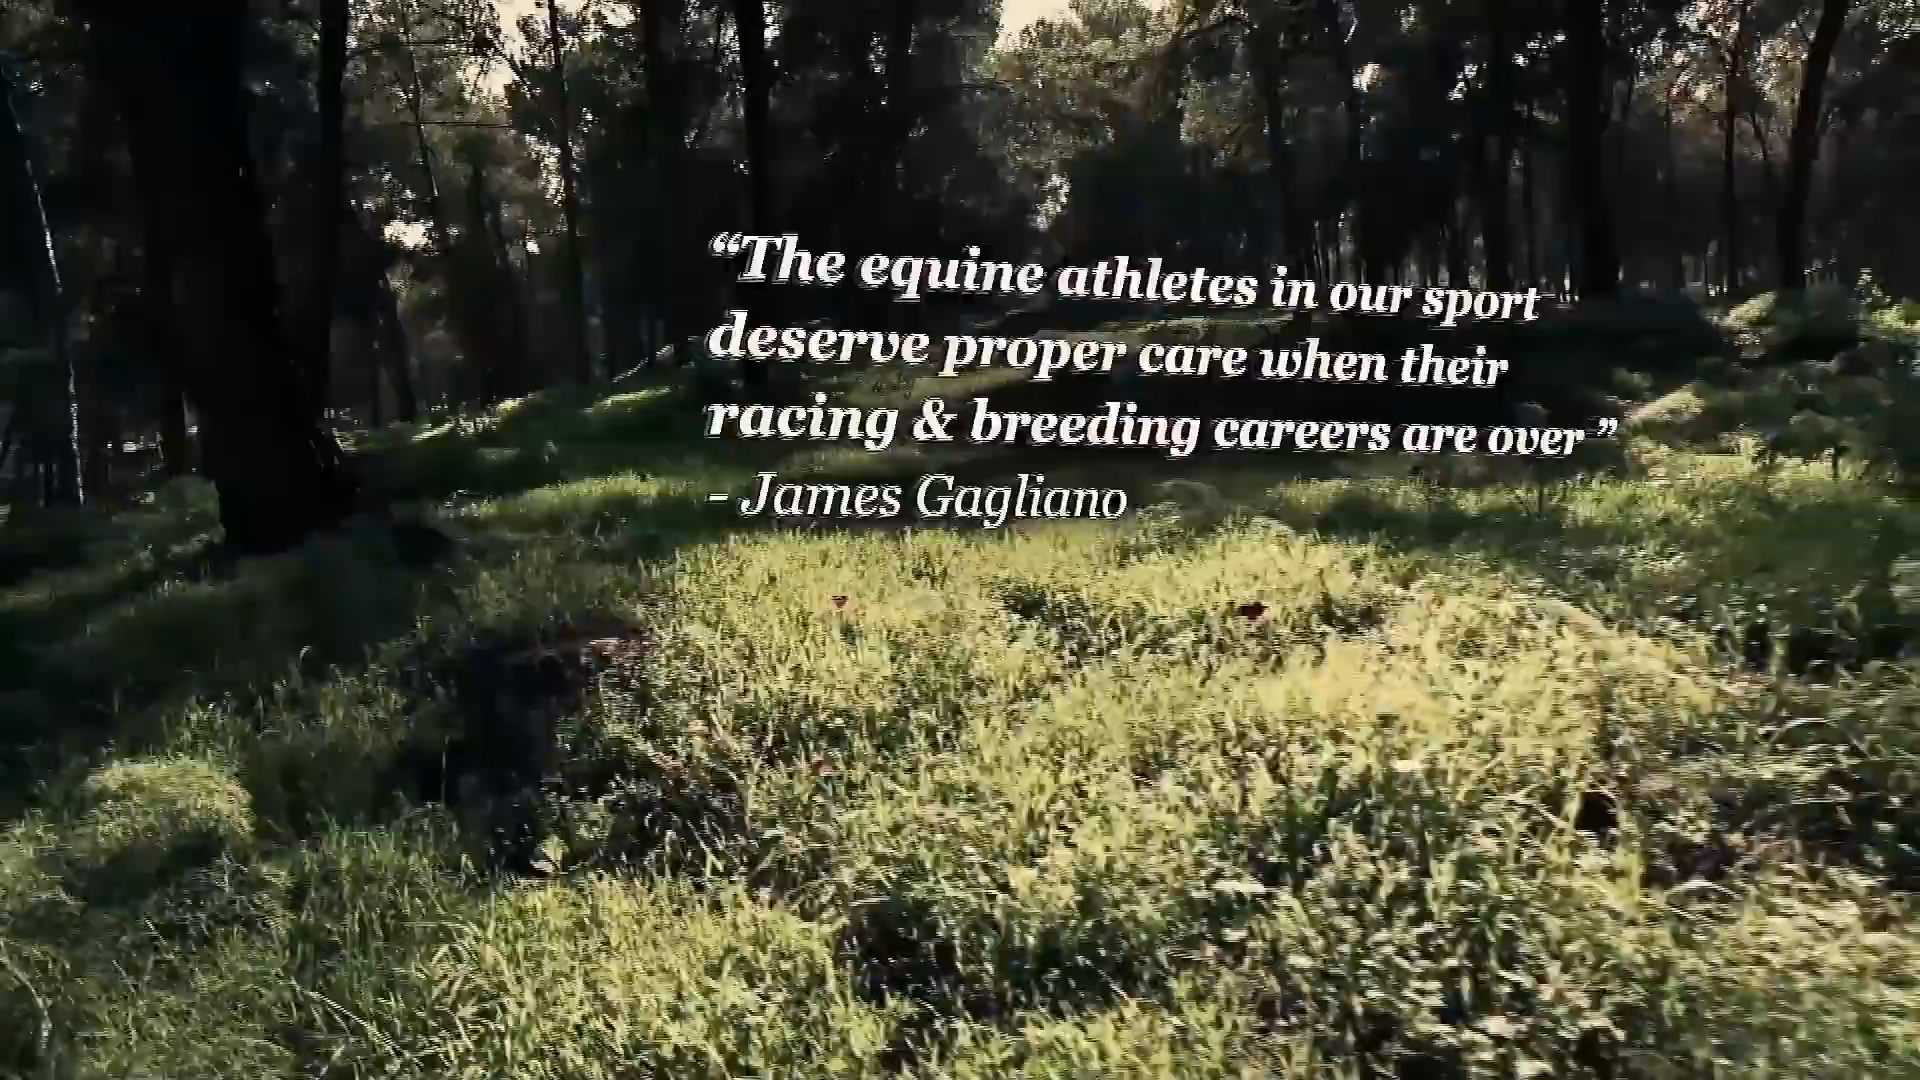 “The equine athletes in our sport
deserve proper care when their
racing & breeding careers are over”
- James Gagliano